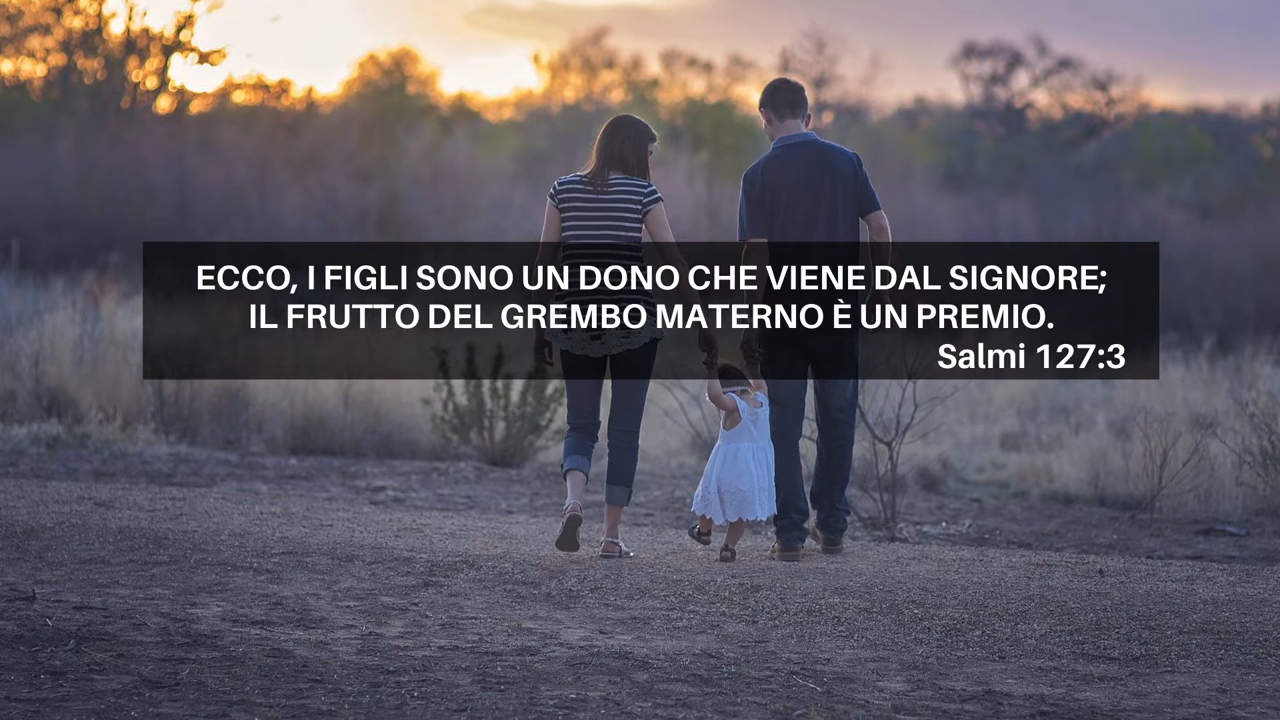 ECCO, I FIGLI SONO UN DONO CHE VIENE DAL SIGNORE;
IL FRUTTO DEL GREMBO MATERNO È UN PREMIO.
Salmi 127:3